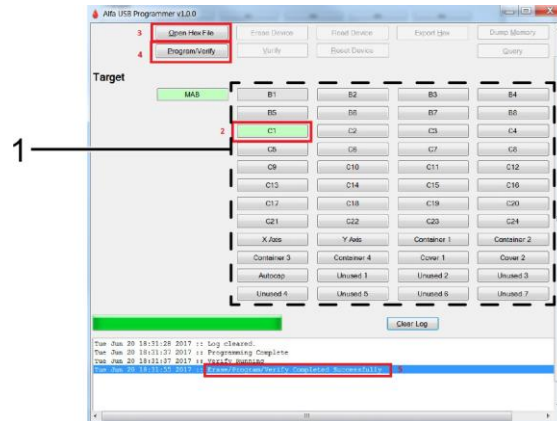 Alfa USB Programmer v1.0.0
3 Open Hex File Erase Device Read Device Export Hex Dump Memory
4 Program/Verify Verify Reset Device Query
Target
MAB B1 B2 B3 B4
B5 B6 B7 B8
2 C1 C2 C3 C4
1
C5 C6 C7 C8
C9 C10 C11 C12
C13 C14 C15 C16
C17 C18 C19 C20
C21 C22 C23 C24
X Axis Y Axis Container 1 Container 2
Container 3 Container 4 Cover 1 Cover 2
Autocap Unused 1 Unused 2 Unused 3
Unused 4 Unused 5 Unused 6 Unused 7
Clear Log
Tue Jun 20 18:31:28 2017 :: Log cleared.
Tue Jun 20 18:31:37 2017 :: Programming Complete
Tue Jun 20 18:31:37 2017 :: Verify Running
Tue Jun 20 18:31:55 2017 :: Erase/Program/Verify Completed Successfully 5